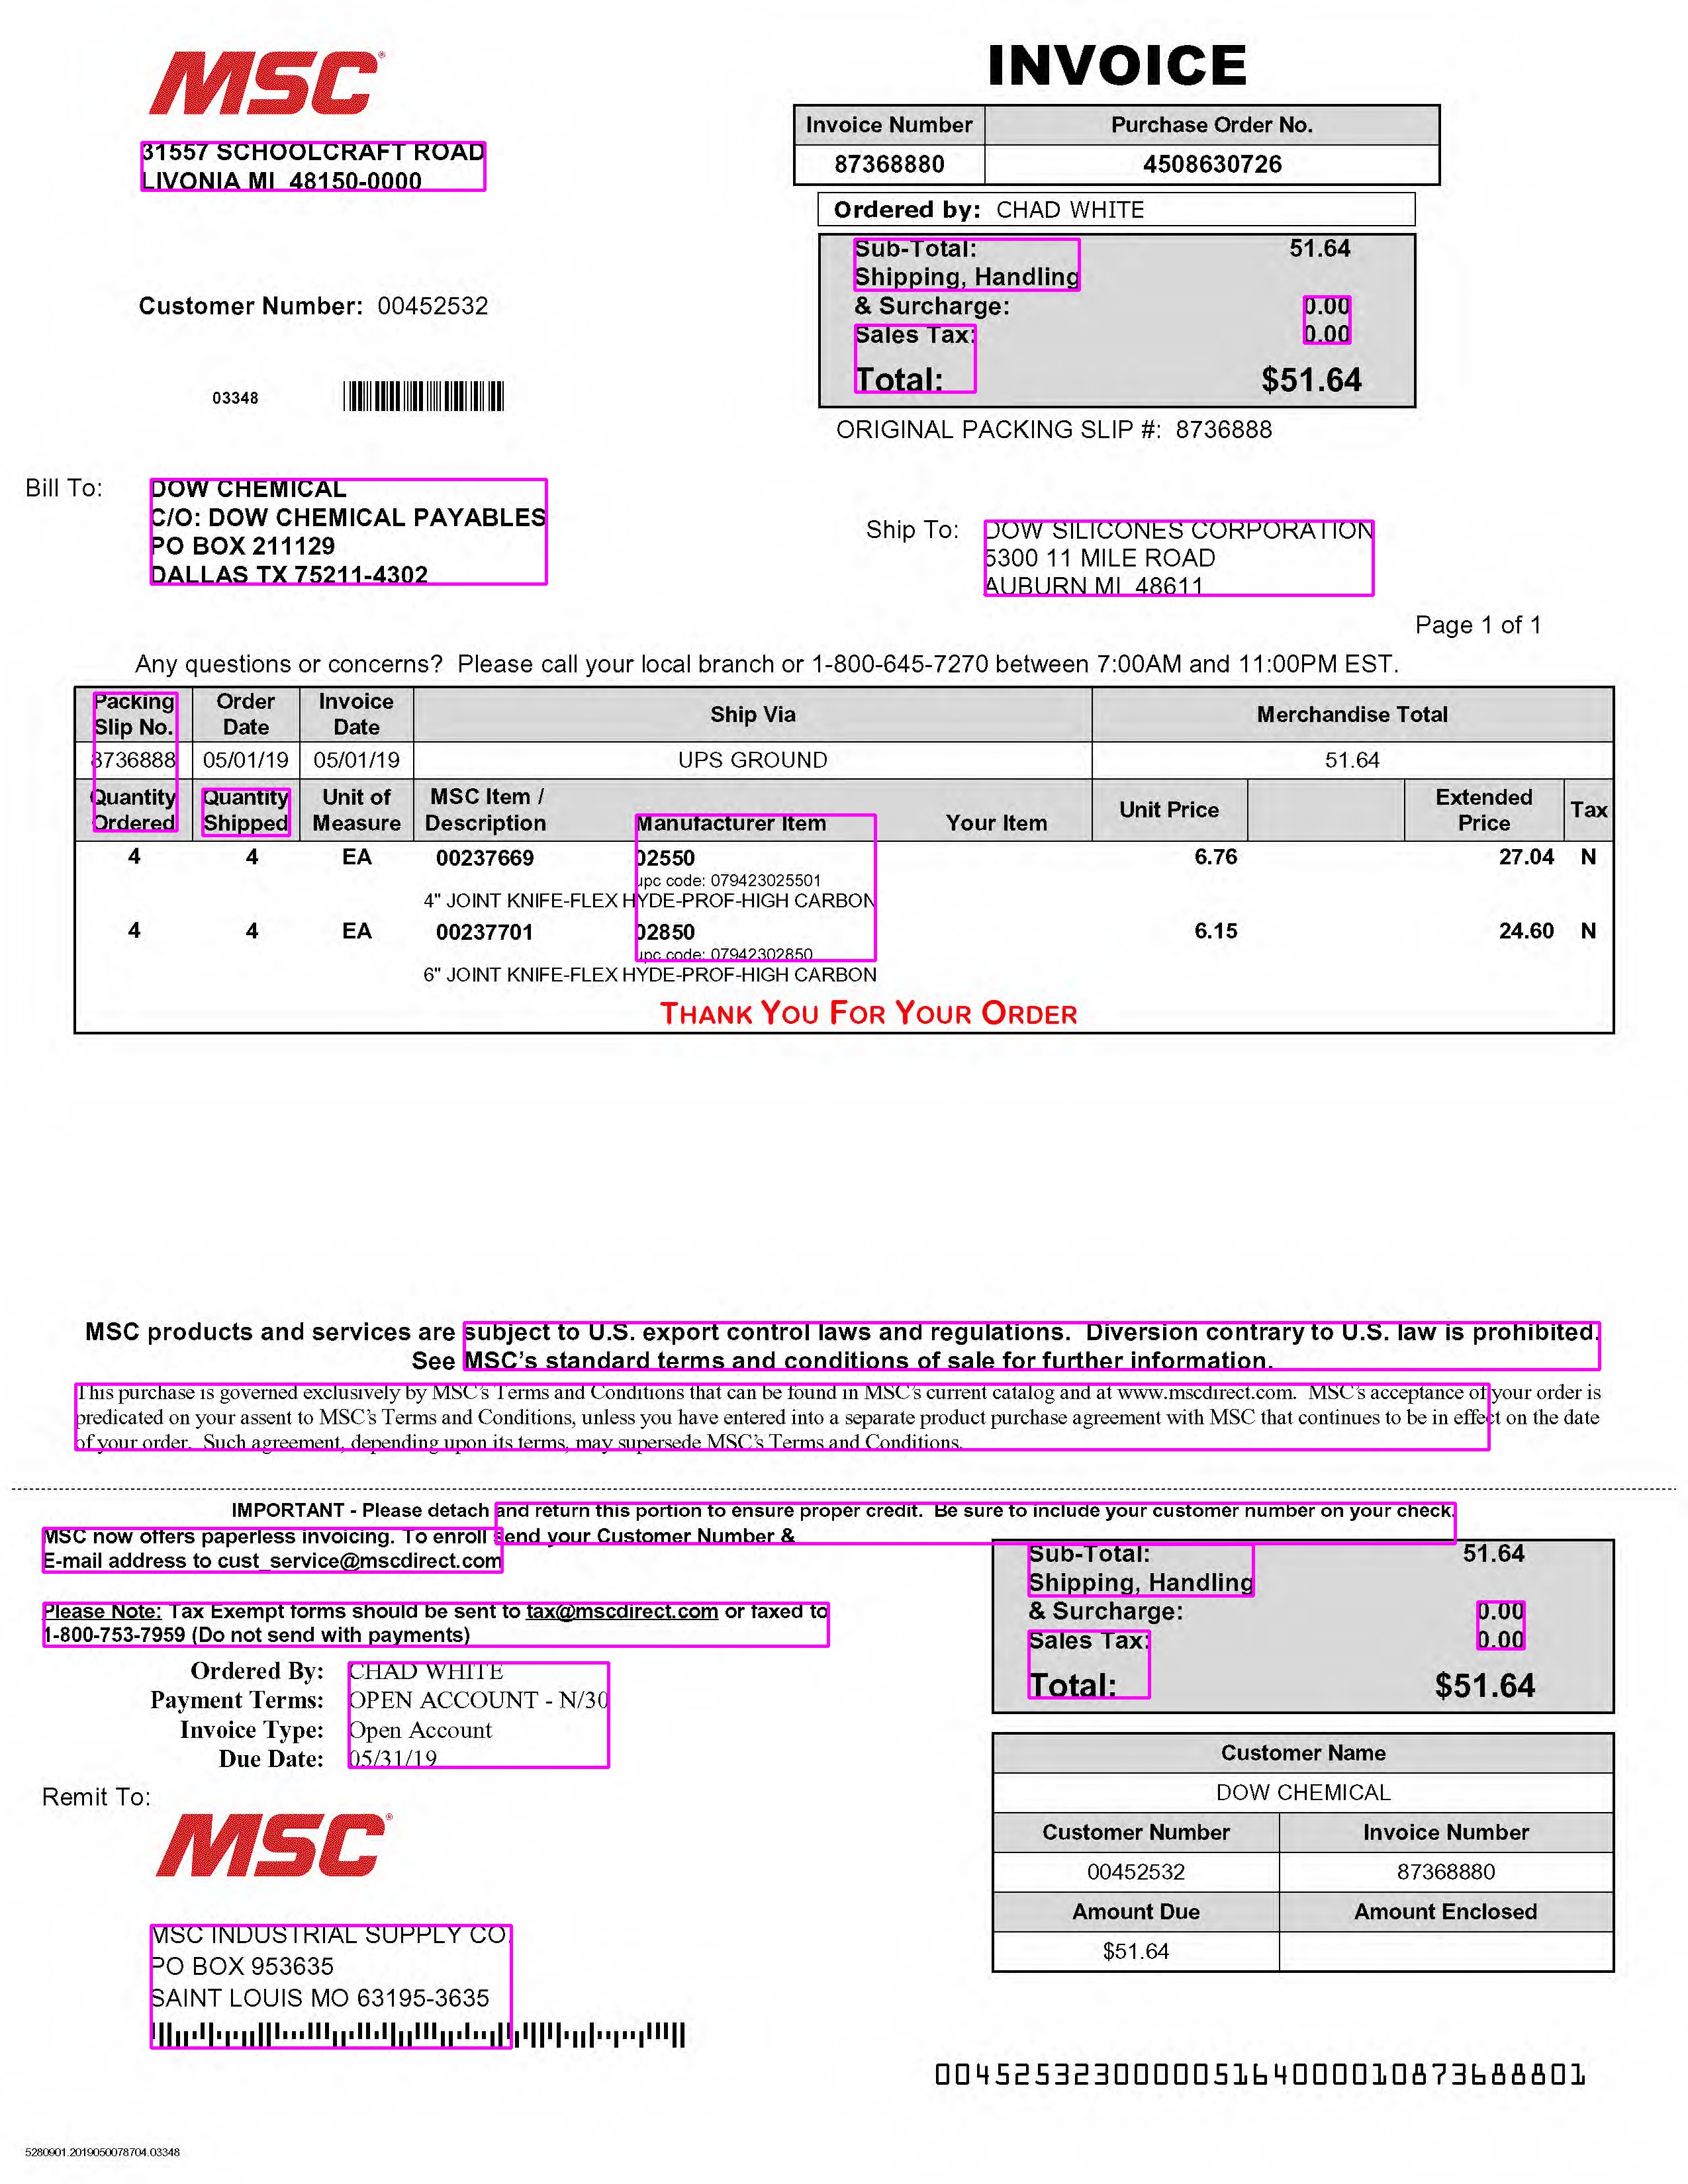 MSC®
INVOICE
31557 SCHOOLCRAFT ROAD
LIVONIA MI 48150-0000
Invoice Number Purchase Order No.
87368880 4508630726
Ordered by: CHAD WHITE
Sub-Total: 51.64
Shipping, Handling
& Surcharge: 0.00
Sales Tax: 0.00
Total: $51.64
Customer Number: 00452532
03348
ORIGINAL PACKING SLIP #: 8736888
Bill To: DOW CHEMICAL
C/O: DOW CHEMICAL PAYABLES
PO BOX 211129
DALLAS TX 75211-4302
Ship To: DOW SILICONES CORPORATION
5300 11 MILE ROAD
AUBURN MI 48611
Page 1 of 1
Any questions or concerns? Please call your local branch or 1-800-645-7270 between 7:00AM and 11:00PM EST.
Packing Slip No. Order Date Invoice Date Ship Via Merchandise Total
8736888 05/01/19 05/01/19 UPS GROUND 51.64
Quantity Ordered Quantity Shipped Unit of Measure MSC Item / Description Manufacturer Item Your Item Unit Price Extended Price Tax
4 4 EA 00237669 02550 6.76 27.04 N
upc code: 079423025501
4" JOINT KNIFE-FLEX HYDE-PROF-HIGH CARBON
4 4 EA 00237701 02850 6.15 24.60 N
upc code: 07942302850
6" JOINT KNIFE-FLEX HYDE-PROF-HIGH CARBON
THANK YOU FOR YOUR ORDER
MSC products and services are subject to U.S. export control laws and regulations. Diversion contrary to U.S. law is prohibited.
See MSC's standard terms and conditions of sale for further information.
This purchase is governed exclusively by MSC's Terms and Conditions that can be found in MSC's current catalog and at www.mscdirect.com. MSC's acceptance of your order is
predicated on your assent to MSC's Terms and Conditions, unless you have entered into a separate product purchase agreement with MSC that continues to be in effect on the date
of your order. Such agreement, depending upon its terms, may supersede MSC's Terms and Conditions.
IMPORTANT - Please detach and return this portion to ensure proper credit. Be sure to include your customer number on your check.
MSC now offers paperless invoicing. To enroll send your Customer Number &
E-mail address to cust_service@mscdirect.com
Please Note: Tax Exempt forms should be sent to tax@mscdirect.com or faxed to
1-800-753-7959 (Do not send with payments)
Sub-Total: 51.64
Shipping, Handling
& Surcharge: 0.00
Sales Tax: 0.00
Total: $51.64
Ordered By: CHAD WHITE
Payment Terms: OPEN ACCOUNT - N/30
Invoice Type: Open Account
Due Date: 05/31/19
Remit To:
MSC®
MSC INDUSTRIAL SUPPLY CO.
PO BOX 953635
SAINT LOUIS MO 63195-3635
Customer Name
DOW CHEMICAL
Customer Number Invoice Number
00452532 87368880
Amount Due Amount Enclosed
$51.64
004525323000005164000010873688801
5280901.2019050078704.03348